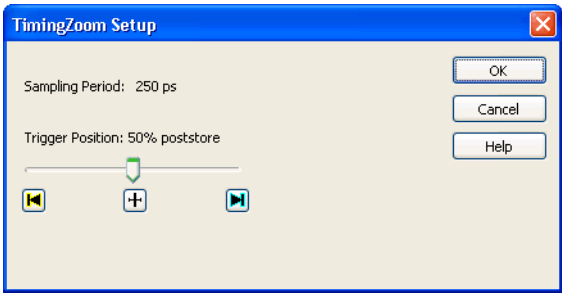 TimingZoom Setup
Sampling Period: 250 ps
OK
Cancel
Trigger Position: 50% poststore
Help